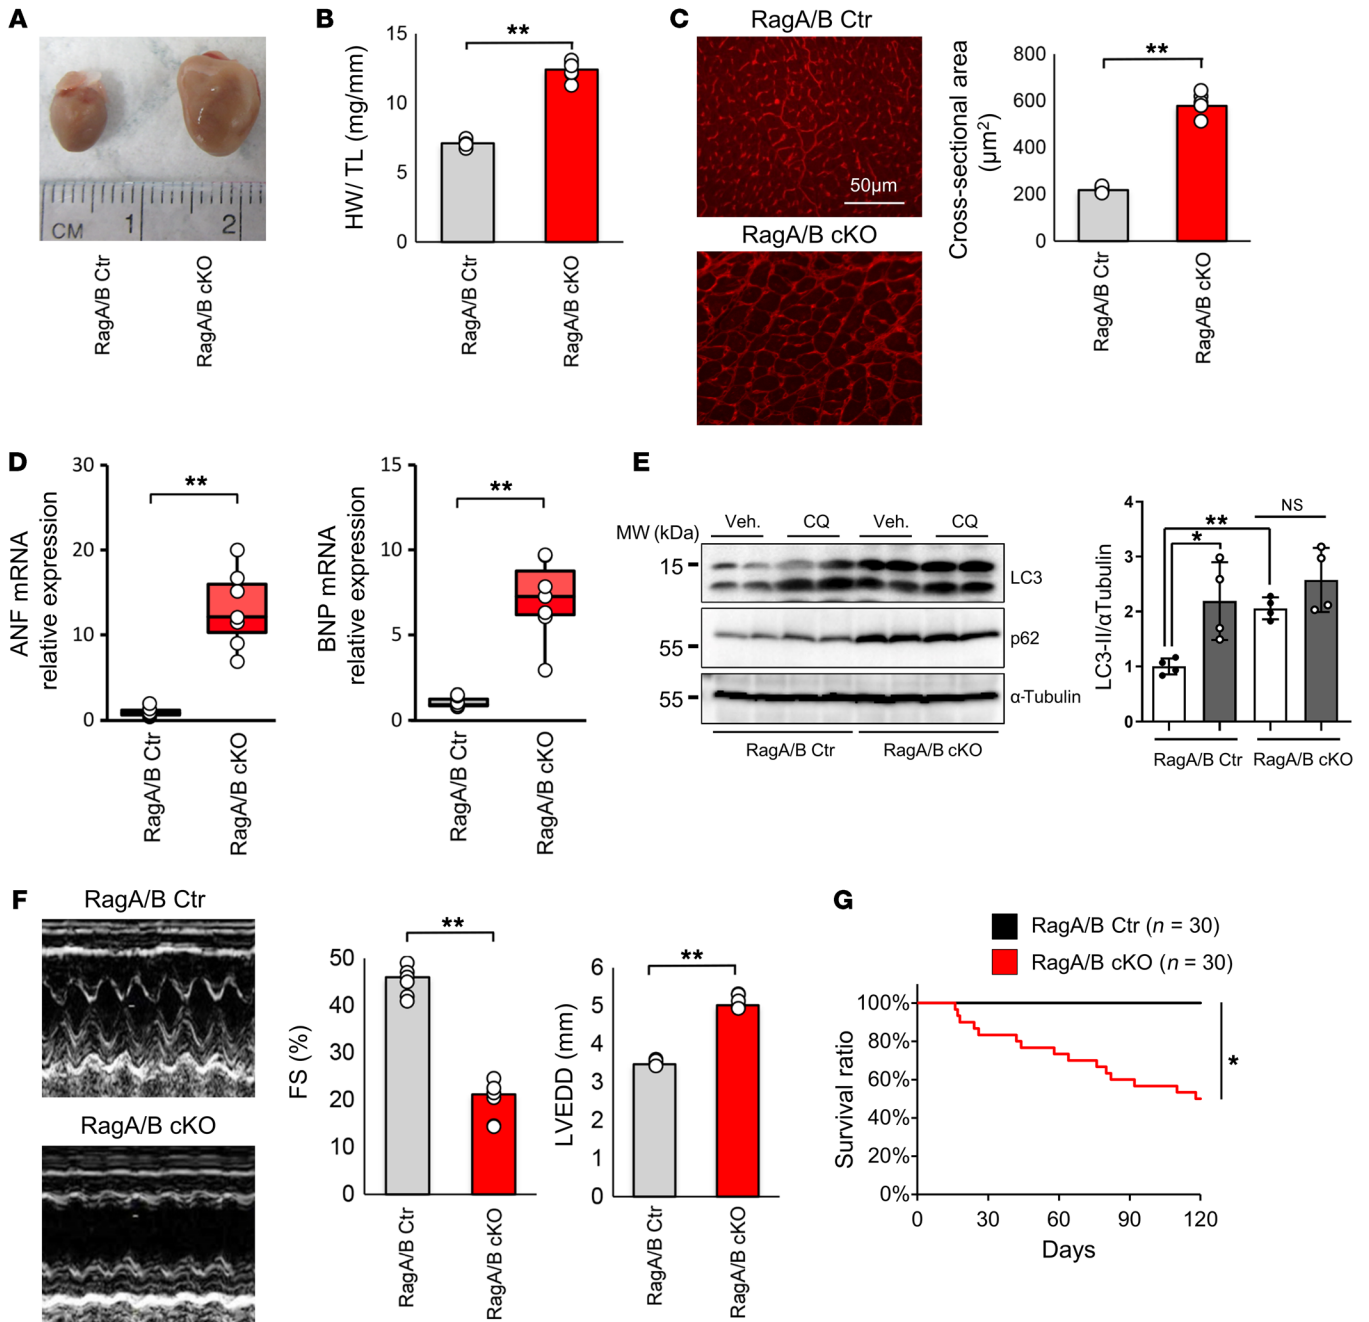 A
CM
1
2
RagA/B Ctr
RagA/B cKO
B
HW/ TL (mg/mm)
15
10
5
0
**
RagA/B Ctr
RagA/B cKO
C
RagA/B Ctr
50µm
RagA/B cKO
Cross-sectional area
(µm²)
800
600
400
200
0
**
RagA/B Ctr
RagA/B cKO
D
ANF mRNA
relative expression
30
20
10
0
**
RagA/B Ctr
RagA/B cKO
BNP mRNA
relative expression
15
10
5
0
**
RagA/B Ctr
RagA/B cKO
E
MW (kDa)
Veh.
CQ
Veh.
CQ
15
LC3
55
p62
55
α-Tubulin
RagA/B Ctr
RagA/B cKO
LC3-II/αTubulin
4
3
2
1
0
NS
**
*
RagA/B Ctr
RagA/B cKO
F
RagA/B Ctr
RagA/B cKO
FS (%)
50
40
30
20
10
0
**
RagA/B Ctr
RagA/B cKO
LVEDD (mm)
6
5
4
3
2
1
0
**
RagA/B Ctr
RagA/B cKO
G
RagA/B Ctr (n = 30)
RagA/B cKO (n = 30)
Survival ratio
100%
80%
60%
40%
20%
0%
*
0
30
60
90
120
Days